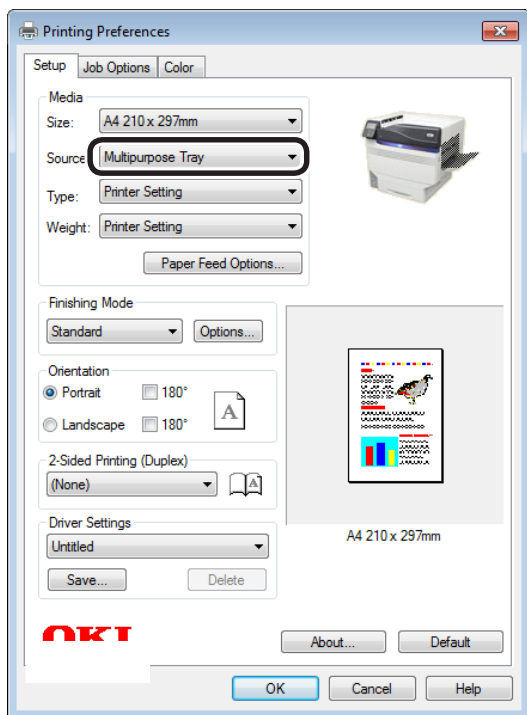 Printing Preferences
Setup Job Options Color
Media
Size: A4 210 x 297mm
Source Multipurpose Tray
Type: Printer Setting
Weight: Printer Setting
Paper Feed Options...
Finishing Mode
Standard Options...
Orientation
Portrait 180°
Landscape 180°
A
2-Sided Printing (Duplex)
(None) A
Driver Settings
Untitled
Save... Delete
A4 210 x 297mm
OKI
About... Default
OK Cancel Help